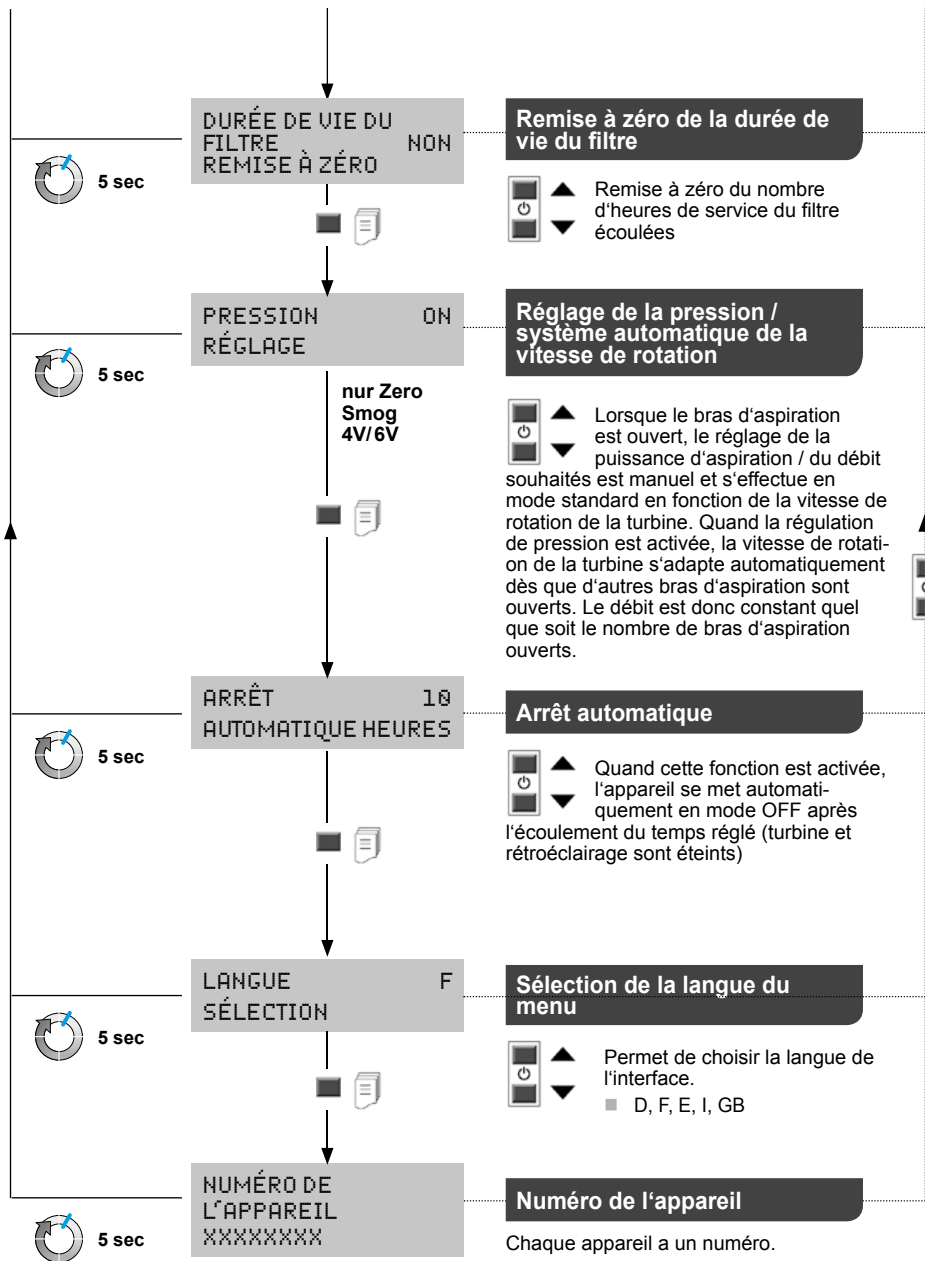 DURÉE DE VIE DU
FILTRE NON
REMISE À ZÉRO
5 sec
Remise à zéro de la durée de
vie du filtre
Remise à zéro du nombre
d‘heures de service du filtre
écoulées
PRESSION ON
RÉGLAGE
5 sec
nur Zero
Smog
4V/6V
Réglage de la pression /
système automatique de la
vitesse de rotation
Lorsque le bras d‘aspiration
est ouvert, le réglage de la
puissance d‘aspiration / du débit
souhaités est manuel et s‘effectue en
mode standard en fonction de la vitesse de
rotation de la turbine. Quand la régulation
de pression est activée, la vitesse de rotati-
on de la turbine s‘adapte automatiquement
dès que d‘autres bras d‘aspiration sont
ouverts. Le débit est donc constant quel
que soit le nombre de bras d‘aspiration
ouverts.
ARRÊT 10
AUTOMATIQUE HEURES
5 sec
Arrêt automatique
Quand cette fonction est activée,
l‘appareil se met automati-
quement en mode OFF après
l‘écoulement du temps réglé (turbine et
rétroéclairage sont éteints)
LANGUE F
SÉLECTION
5 sec
Sélection de la langue du
menu
Permet de choisir la langue de
l‘interface.
D, F, E, I, GB
NUMÉRO DE
L´APPAREIL
XXXXXXXX
5 sec
Numéro de l‘appareil
Chaque appareil a un numéro.